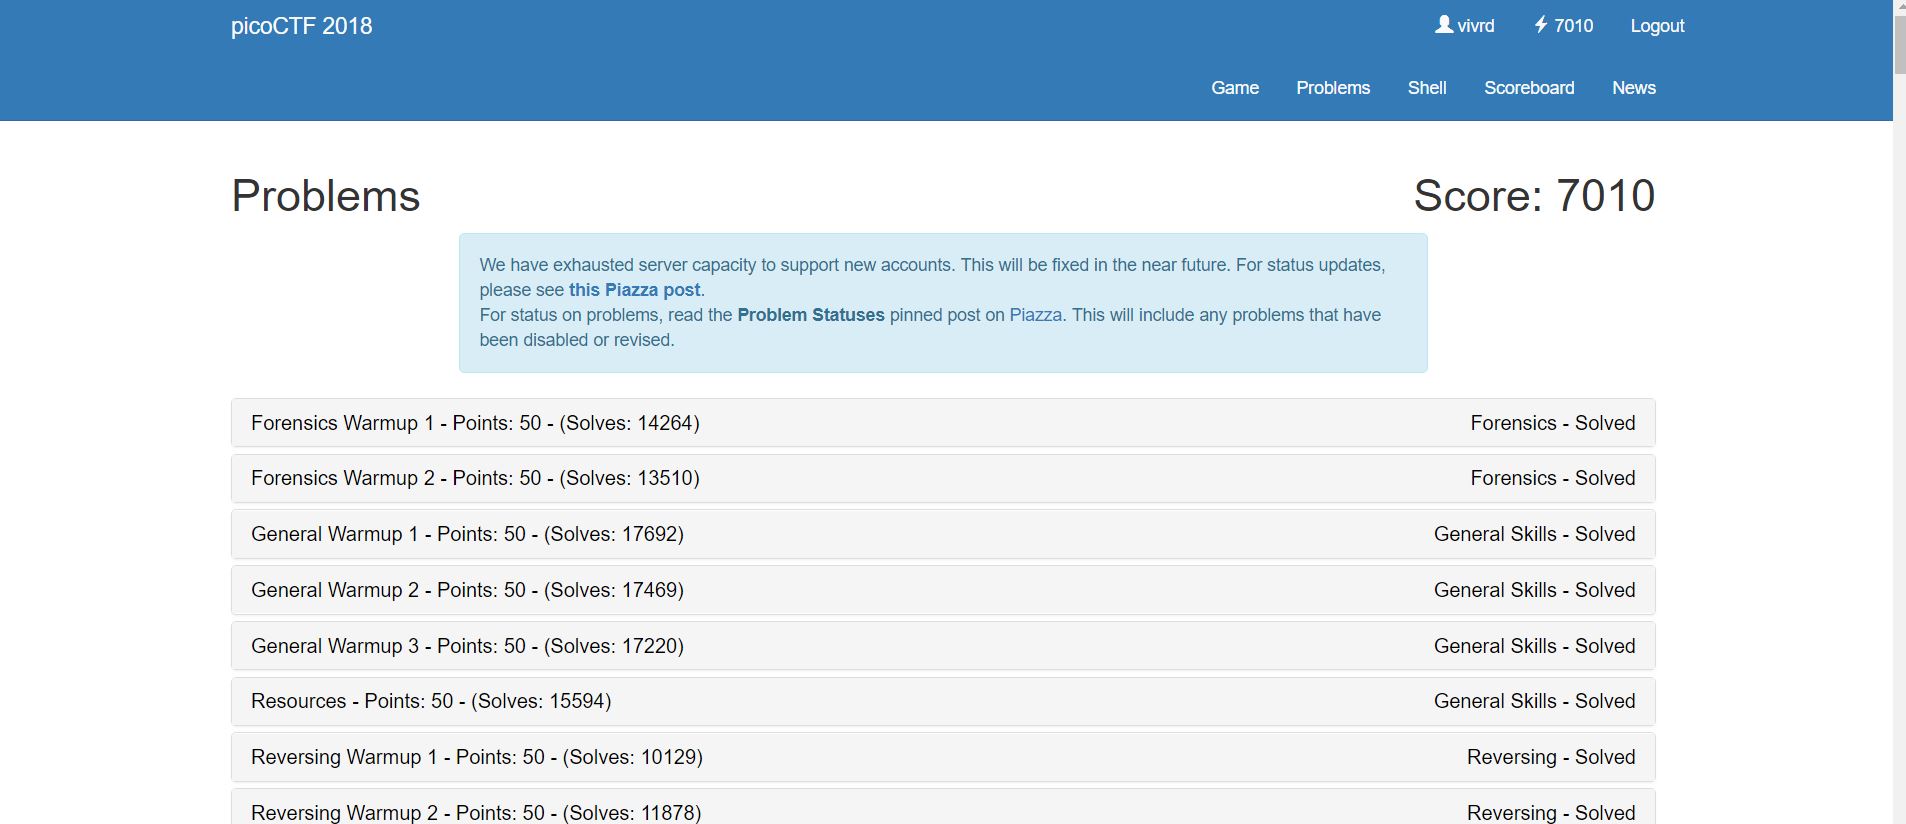 picoCTF 2018
vivrd 7010 Logout
Game Problems Shell Scoreboard News
Problems Score: 7010
We have exhausted server capacity to support new accounts. This will be fixed in the near future. For status updates,
please see this Piazza post.
For status on problems, read the Problem Statuses pinned post on Piazza. This will include any problems that have
been disabled or revised.
Forensics Warmup 1 - Points: 50 - (Solves: 14264) Forensics - Solved
Forensics Warmup 2 - Points: 50 - (Solves: 13510) Forensics - Solved
General Warmup 1 - Points: 50 - (Solves: 17692) General Skills - Solved
General Warmup 2 - Points: 50 - (Solves: 17469) General Skills - Solved
General Warmup 3 - Points: 50 - (Solves: 17220) General Skills - Solved
Resources - Points: 50 - (Solves: 15594) General Skills - Solved
Reversing Warmup 1 - Points: 50 - (Solves: 10129) Reversing - Solved
Reversing Warmup 2 - Points: 50 - (Solves: 11878) Reversing - Solved